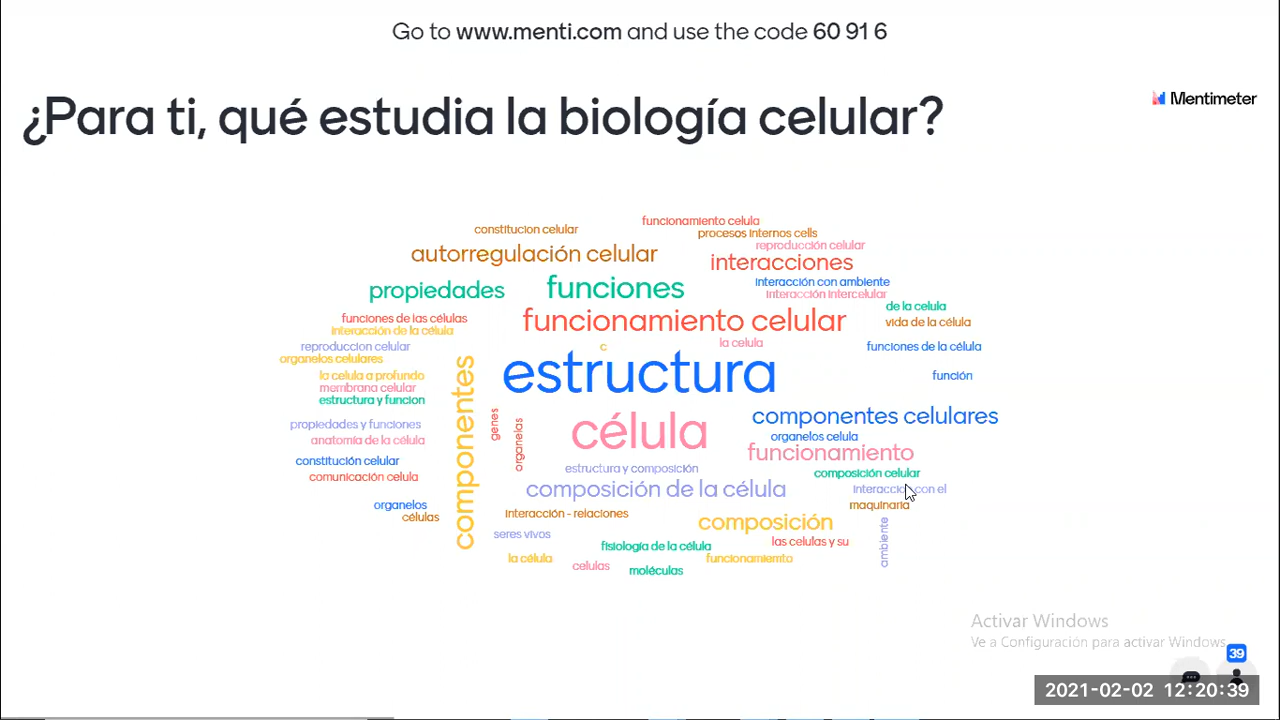 Go to www.menti.com and use the code 60 91 6
¿Para ti, qué estudia la biología celular?
Mentimeter
funcionamiento celula
constitucion celular
procesos internos cells
reproducción celular
autorregulación celular
interacciones
interacción con ambiente
propiedades
funciones
interacción intercelular
de la celula
funciones de las células
funcionamiento celular
vida de la célula
interacción de la célula
reproduccion celular
c
la celula
funciones de la célula
organelos celulares
la celula a profundo
estructura
función
membrana celular
estructura y funcion
componentes
genes
organelas
componentes celulares
propiedades y funciones
célula
organelos celula
anatomía de la célula
funcionamiento
constitución celular
estructura y composición
composición celular
comunicación celula
composición de la célula
interacción con el
organelos
maquinaria
células
interacción - relaciones
composición
ambiente
seres vivos
fisiología de la célula
las celulas y su
la célula
celulas
moléculas
funcionamiemto
Activar Windows
Ve a Configuración para activar Windows.
39
2021-02-02 12:20:39